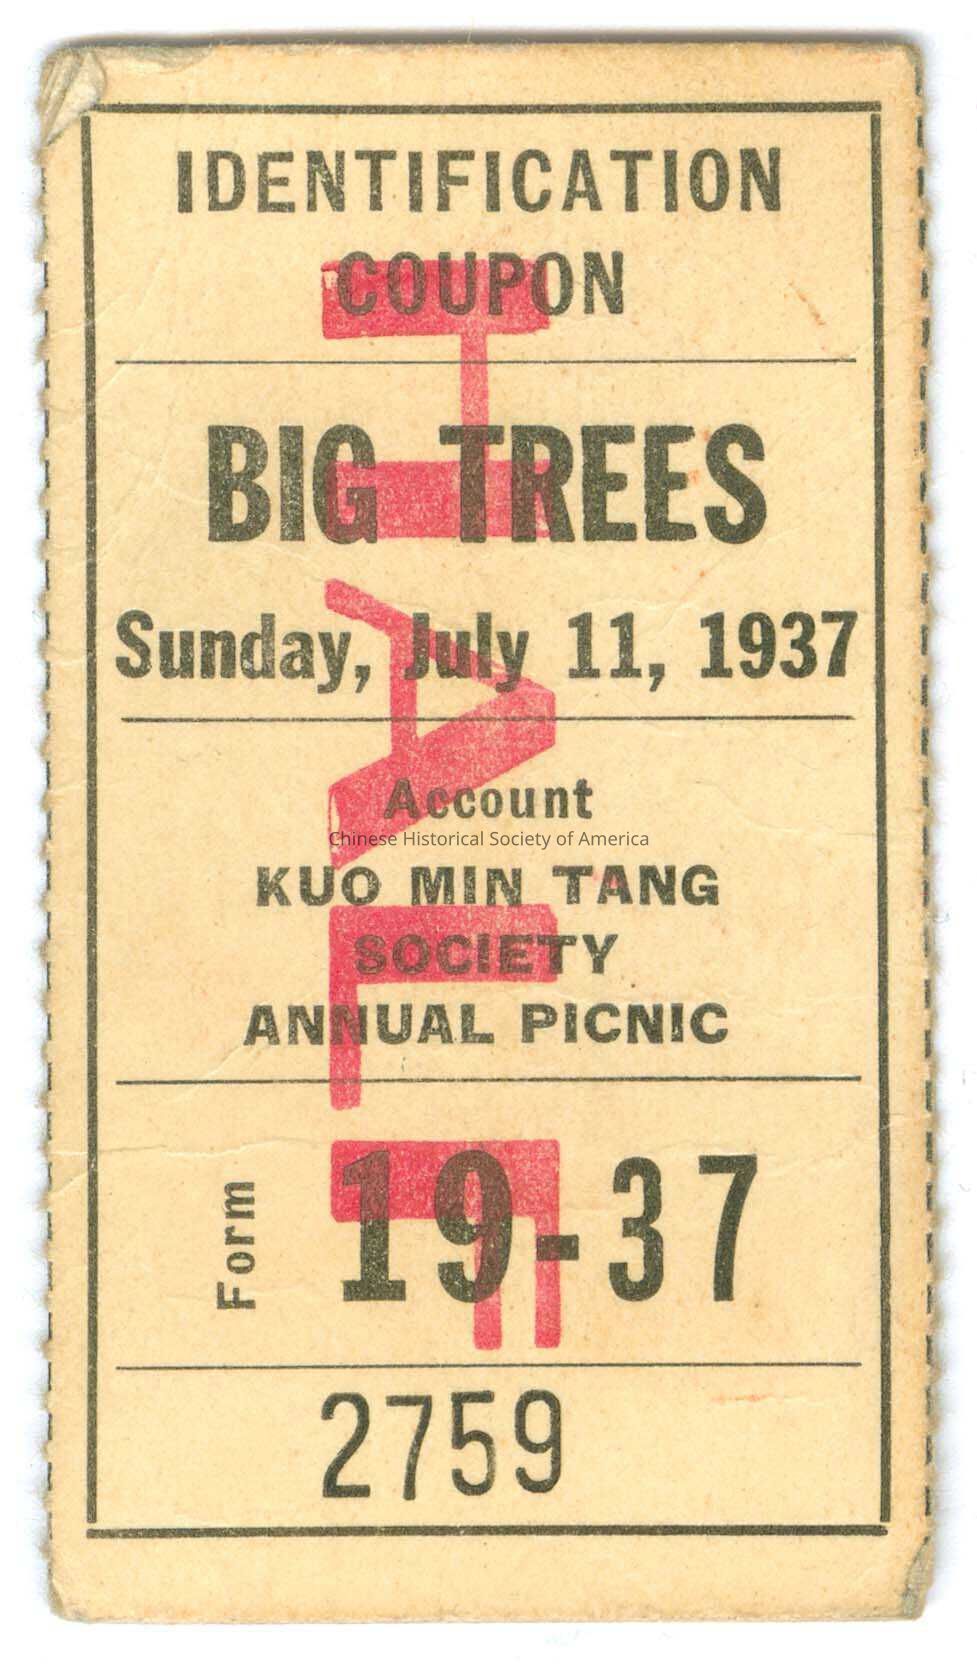 IDENTIFICATION
COUPON
BIG TREES
Sunday, July 11, 1937
Account
Chinese Historical Society of America
KUO MIN TANG
SOCIETY
ANNUAL PICNIC
Form 19-37
2759
HALF